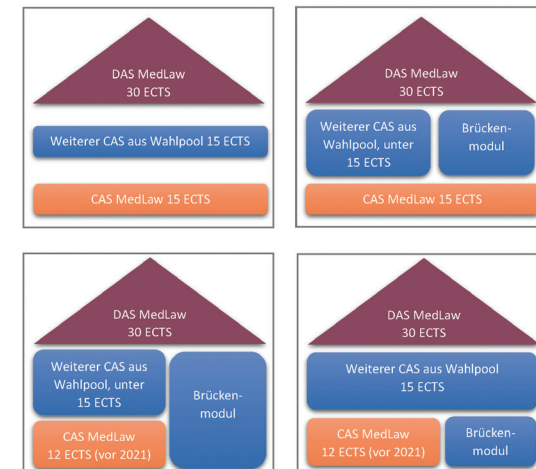 DAS MedLaw
30 ECTS
Weiterer CAS aus Wahlpool 15 ECTS
CAS MedLaw 15 ECTS
DAS MedLaw
30 ECTS
Weiterer CAS aus
Wahlpool, unter
15 ECTS
Brücken-
modul
CAS MedLaw 15 ECTS
DAS MedLaw
30 ECTS
Weiterer CAS aus
Wahlpool, unter
15 ECTS
Brücken-
modul
CAS MedLaw
12 ECTS (vor 2021)
DAS MedLaw
30 ECTS
Weiterer CAS aus Wahlpool
15 ECTS
CAS MedLaw
12 ECTS (vor 2021)
Brücken-
modul